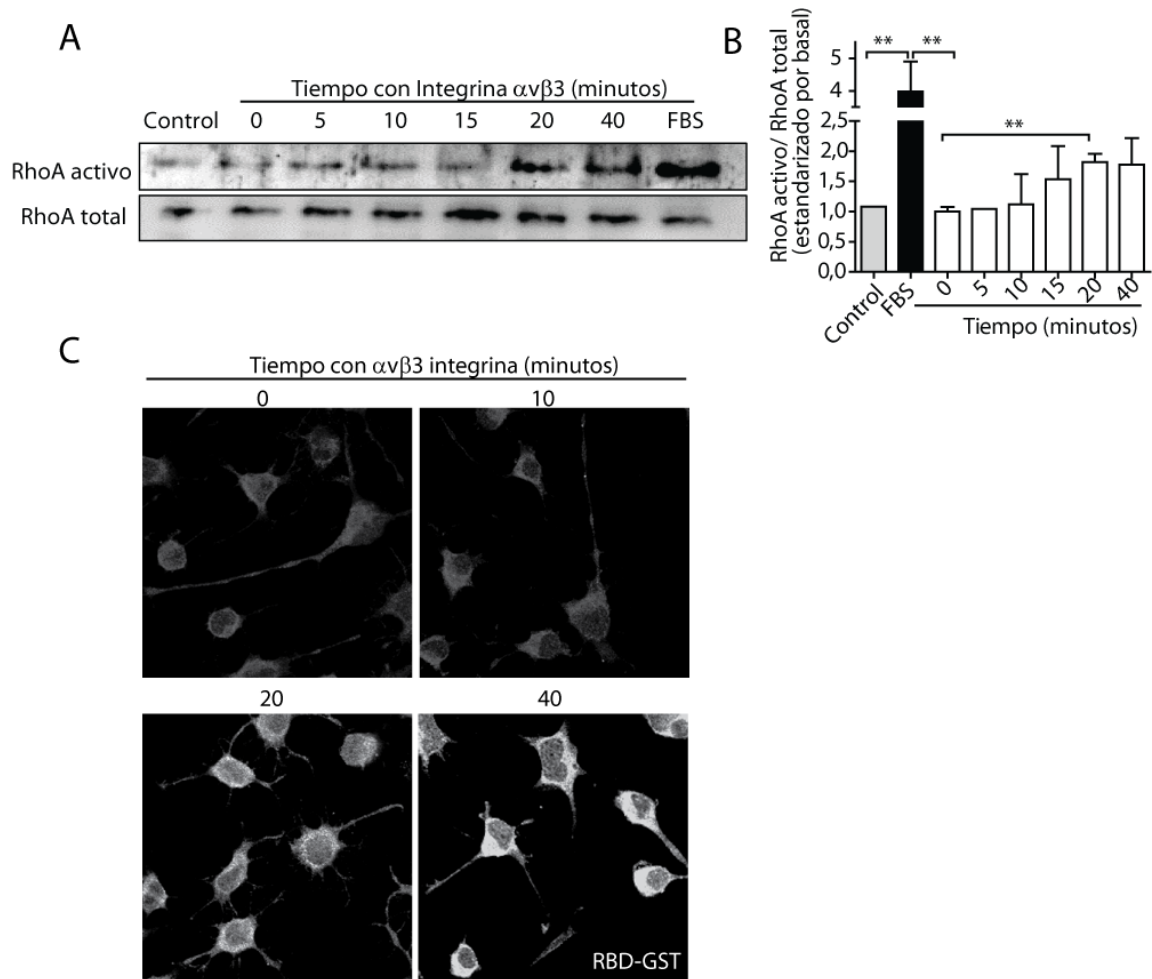 A
Tiempo con Integrina αvβ3 (minutos)
Control 0 5 10 15 20 40 FBS
RhoA activo
RhoA total
B
RhoA activo/ RhoA total
(estandarizado por basal)
** **
5
4
2,5
**
2,0
1,5
1,0
0,5
0,0
Control FBS 0 5 10 15 20 40
Tiempo (minutos)
C
Tiempo con αvβ3 integrina (minutos)
0 10
20 40
RBD-GST